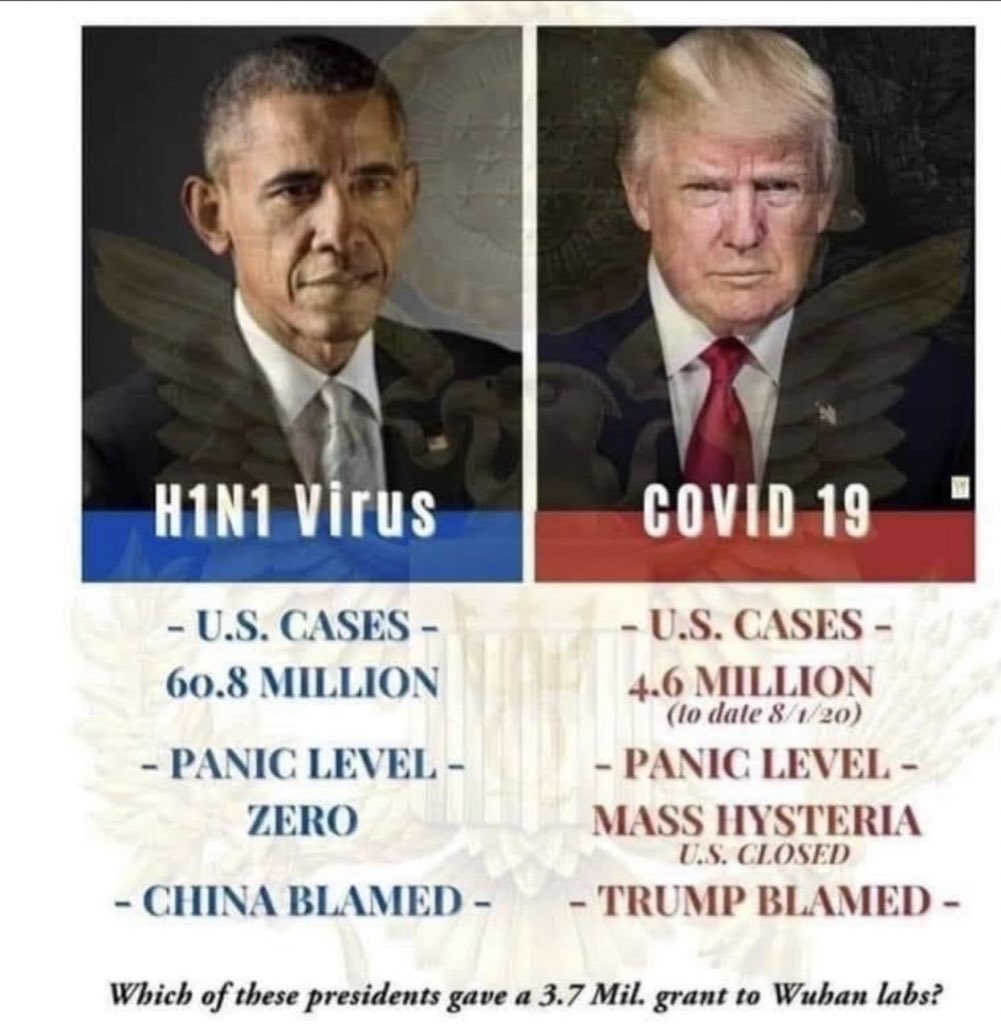 H1N1 Virus
COVID 19
- U.S. CASES -
60.8 MILLION
- PANIC LEVEL -
ZERO
- CHINA BLAMED -
- U.S. CASES -
4.6 MILLION
(to date 8/1/20)
- PANIC LEVEL -
MASS HYSTERIA
U.S. CLOSED
- TRUMP BLAMED -
Which of these presidents gave a 3.7 Mil. grant to Wuhan labs?